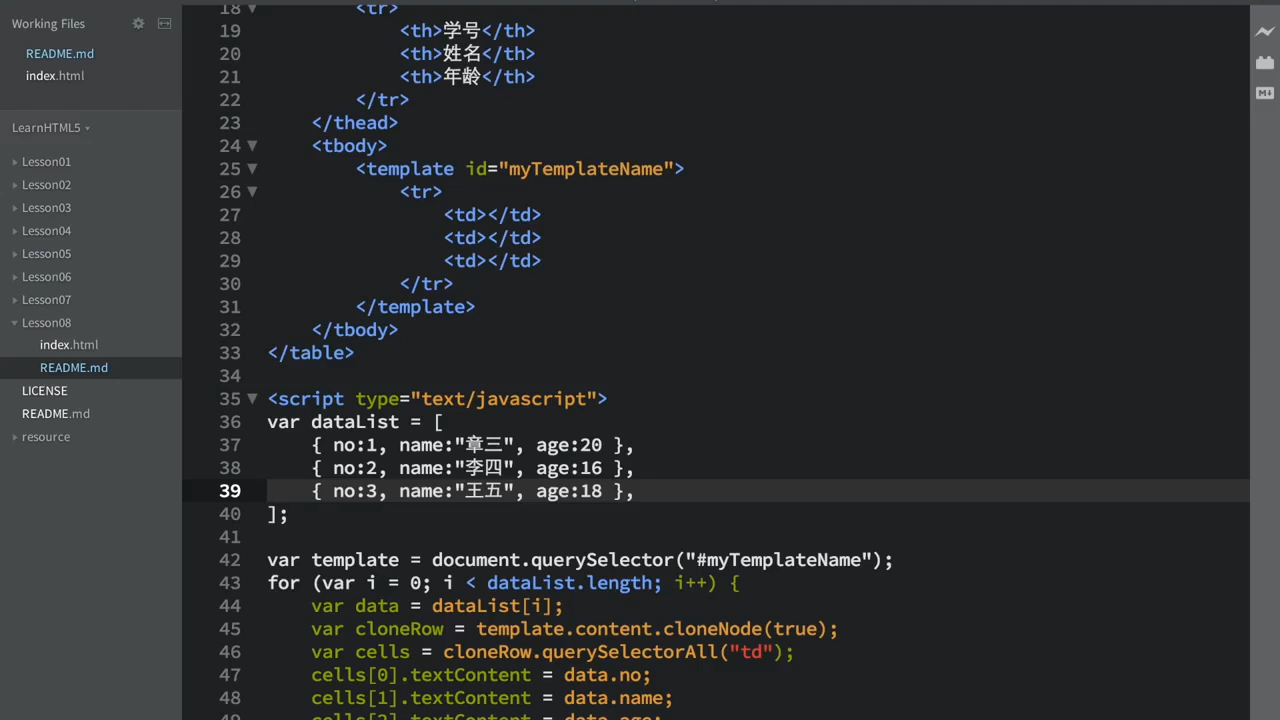 Working Files
README.md
index.html
LearnHTML5
Lesson01
Lesson02
Lesson03
Lesson04
Lesson05
Lesson06
Lesson07
Lesson08
index.html
README.md
LICENSE
README.md
resource
18 <tr>
19 <th>学号</th>
20 <th>姓名</th>
21 <th>年龄</th>
22 </tr>
23 </thead>
24 <tbody>
25 <template id="myTemplateName">
26 <tr>
27 <td></td>
28 <td></td>
29 <td></td>
30 </tr>
31 </template>
32 </tbody>
33 </table>
34
35 <script type="text/javascript">
36 var dataList = [
37 { no:1, name:"章三", age:20 },
38 { no:2, name:"李四", age:16 },
39 { no:3, name:"王五", age:18 },
40 ];
41
42 var template = document.querySelector("#myTemplateName");
43 for (var i = 0; i < dataList.length; i++) {
44 var data = dataList[i];
45 var cloneRow = template.content.cloneNode(true);
46 var cells = cloneRow.querySelectorAll("td");
47 cells[0].textContent = data.no;
48 cells[1].textContent = data.name;
49 cells[2].textContent = data.age;
M↓